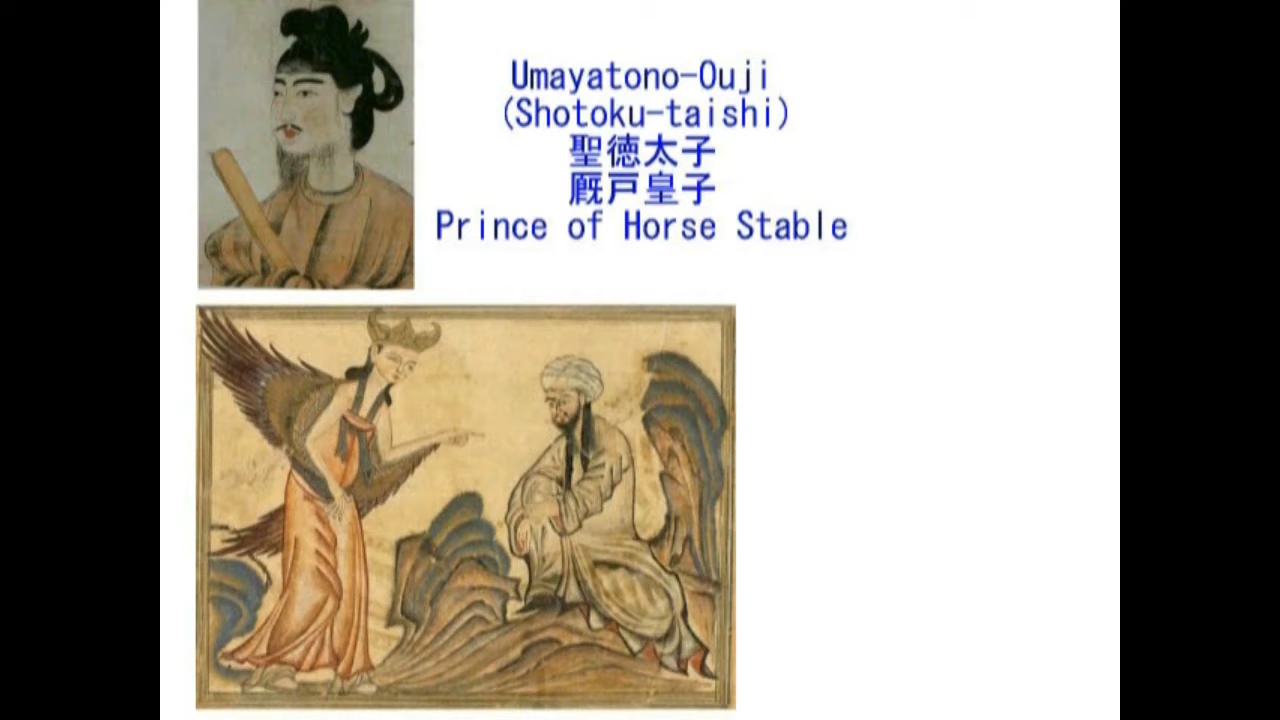 Umayatono-Ouji
(Shotoku-taishi)
聖徳太子
厩戸皇子
Prince of Horse Stable